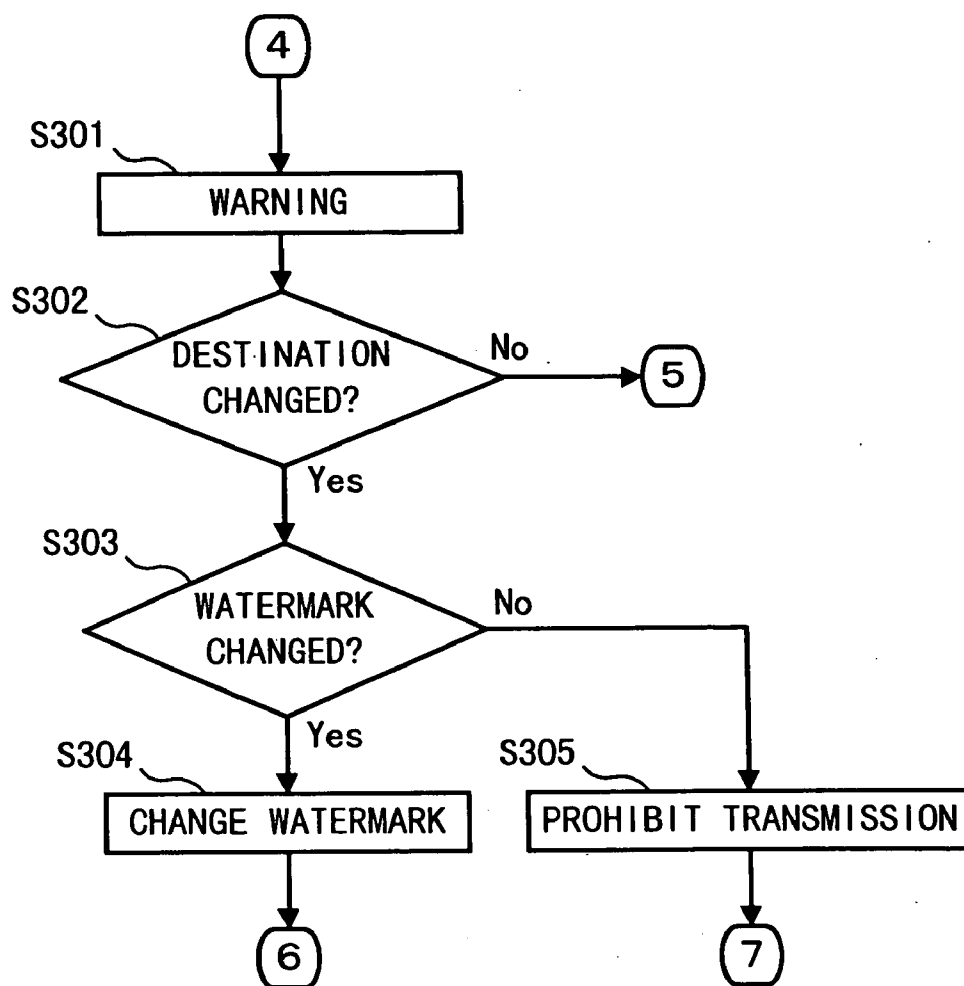 4
S301
WARNING
S302
DESTINATION
CHANGED?
No
5
Yes
S303
WATERMARK
CHANGED?
No
Yes
S304
CHANGE WATERMARK
S305
PROHIBIT TRANSMISSION
6
7